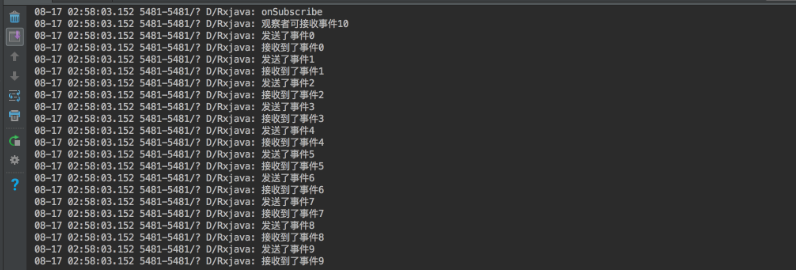 08-17 02:58:03.152 5481-5481/? D/Rxjava: onSubscribe
08-17 02:58:03.152 5481-5481/? D/Rxjava: 观察者可接收事件10
08-17 02:58:03.152 5481-5481/? D/Rxjava: 发送了事件0
08-17 02:58:03.152 5481-5481/? D/Rxjava: 接收到了事件0
08-17 02:58:03.152 5481-5481/? D/Rxjava: 发送了事件1
08-17 02:58:03.152 5481-5481/? D/Rxjava: 接收到了事件1
08-17 02:58:03.152 5481-5481/? D/Rxjava: 发送了事件2
08-17 02:58:03.152 5481-5481/? D/Rxjava: 接收到了事件2
08-17 02:58:03.152 5481-5481/? D/Rxjava: 发送了事件3
08-17 02:58:03.152 5481-5481/? D/Rxjava: 接收到了事件3
08-17 02:58:03.152 5481-5481/? D/Rxjava: 发送了事件4
08-17 02:58:03.152 5481-5481/? D/Rxjava: 接收到了事件4
08-17 02:58:03.152 5481-5481/? D/Rxjava: 发送了事件5
08-17 02:58:03.152 5481-5481/? D/Rxjava: 接收到了事件5
08-17 02:58:03.152 5481-5481/? D/Rxjava: 发送了事件6
08-17 02:58:03.152 5481-5481/? D/Rxjava: 接收到了事件6
08-17 02:58:03.152 5481-5481/? D/Rxjava: 发送了事件7
08-17 02:58:03.152 5481-5481/? D/Rxjava: 接收到了事件7
08-17 02:58:03.152 5481-5481/? D/Rxjava: 发送了事件8
08-17 02:58:03.152 5481-5481/? D/Rxjava: 接收到了事件8
08-17 02:58:03.152 5481-5481/? D/Rxjava: 发送了事件9
08-17 02:58:03.152 5481-5481/? D/Rxjava: 接收到了事件9